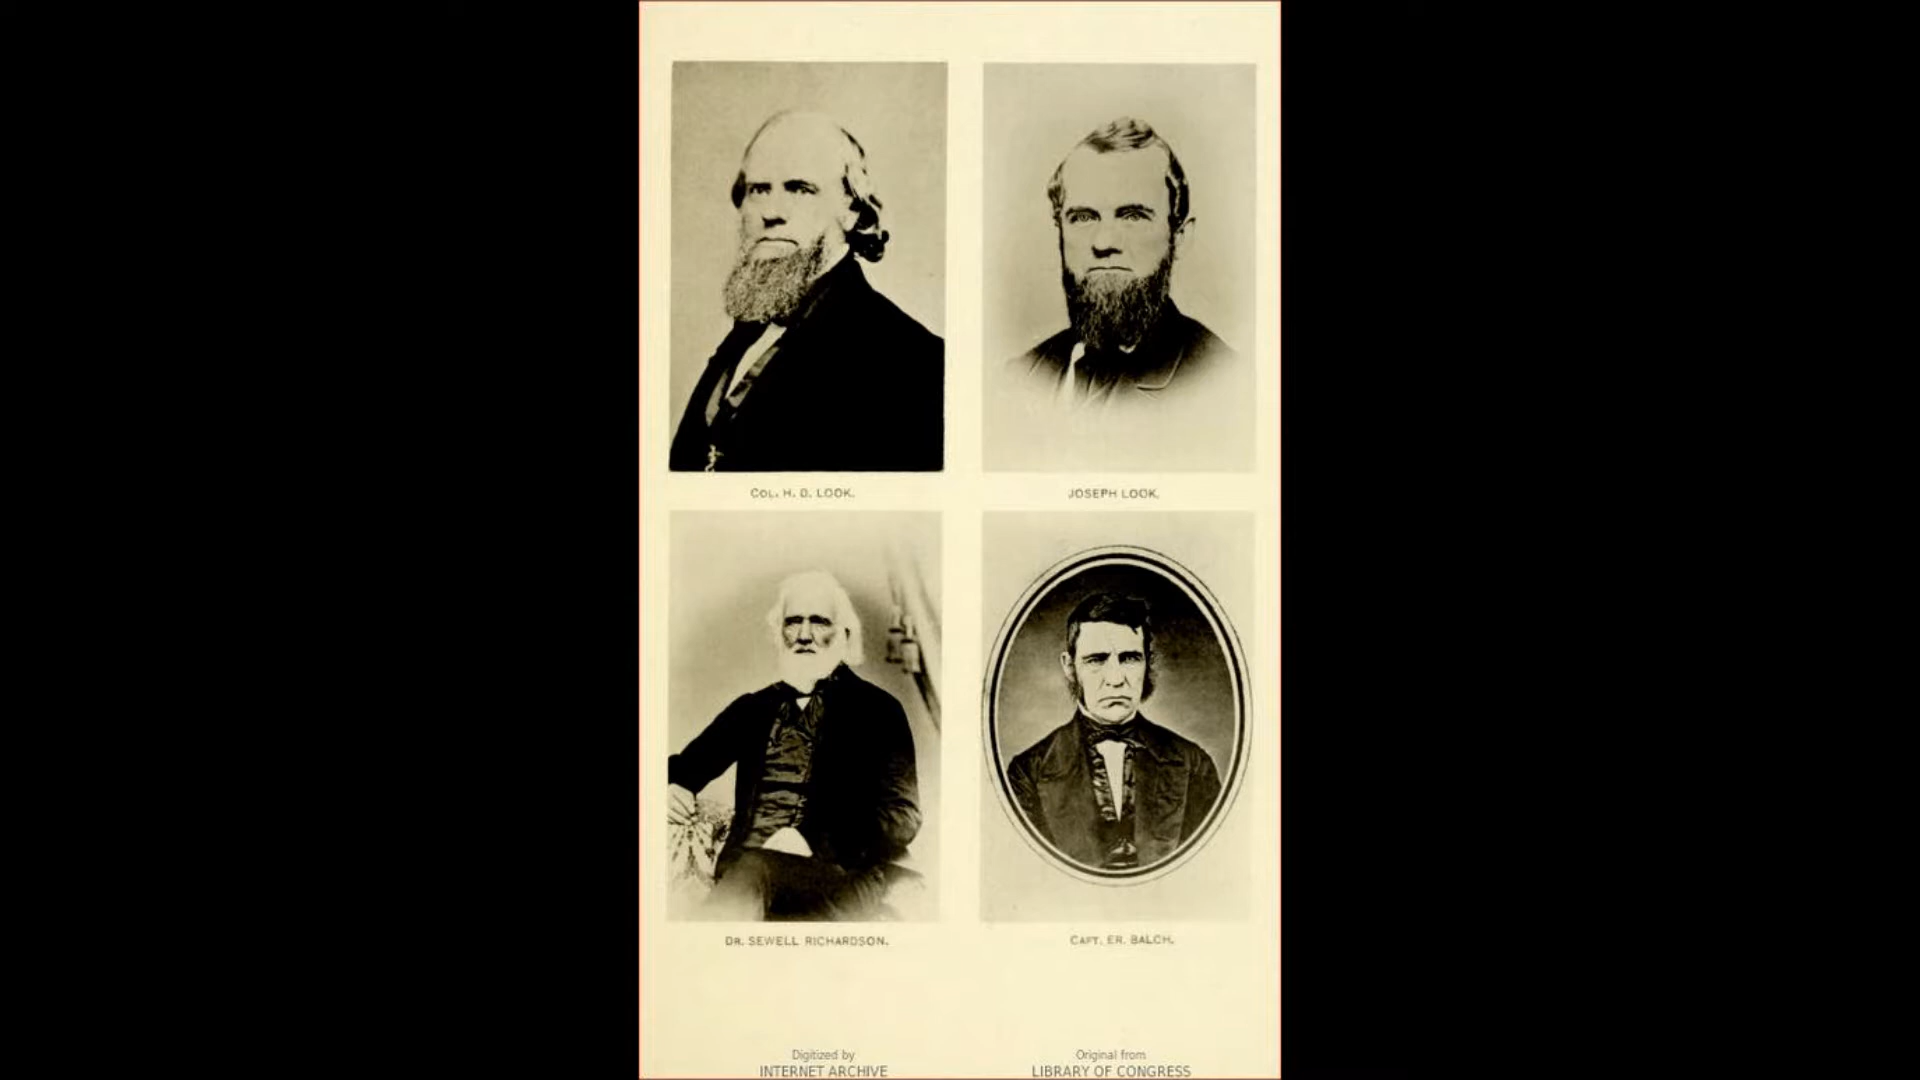 COL. H. D. LOOK.
JOSEPH LOOK.
DR. SEWELL RICHARDSON.
CAPT. ER. BALCH.
Digitized by
INTERNET ARCHIVE
Original from
LIBRARY OF CONGRESS